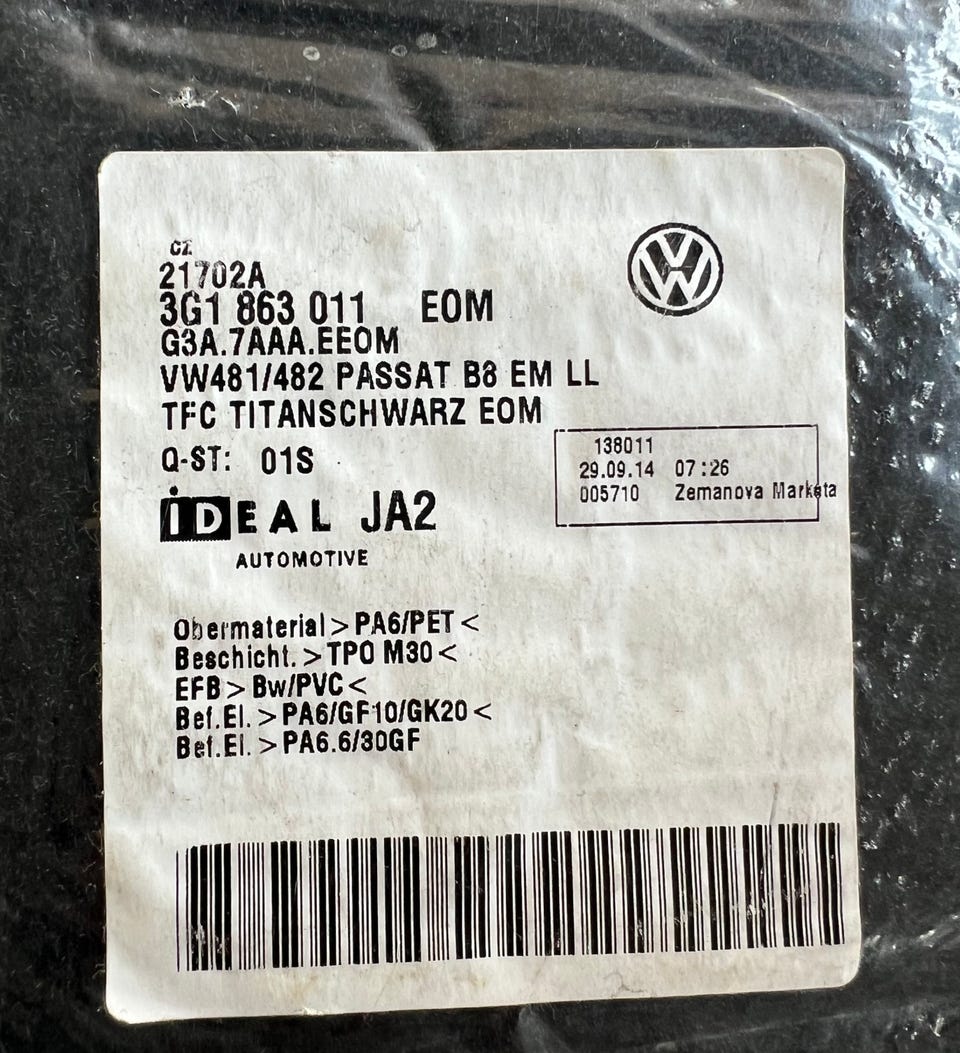 CZ
21702A
3G1 863 011 EOM
G3A.7AAA.EEOM
VW481/482 PASSAT B8 EM LL
TFC TITANSCHWARZ EOM
Q-ST: 01S
138011
29.09.14 07:26
005710 Zemanova Marketa
iDEAL JA2
AUTOMOTIVE
Obermaterial >PA6/PET<
Beschicht. >TPO M30<
EFB> Bw/PVC<
Bef.El. >PA6/GF10/GK20<
Bef.El. >PA6.6/30GF